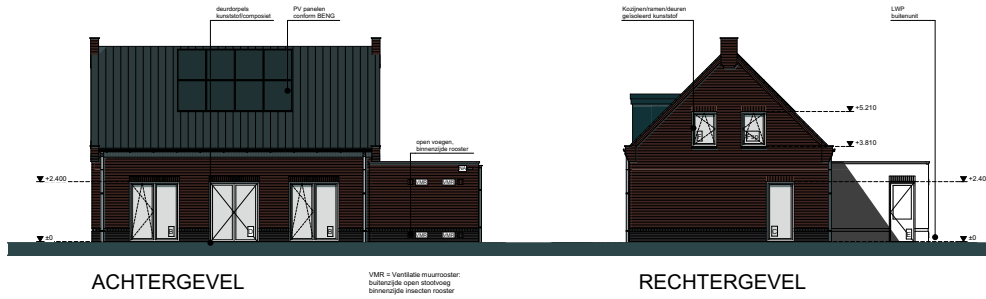 deurdorpels
kunststof/composiet
PV panelen
conform BENG
Kozijnen/ramen/deuren
geisoleerd kunststof
LWP
buitenunit
+5.210
open voegen,
binnenzijde rooster
+3.810
+2.400
VMR VMR
+2.40
±0
VMR VMR
±0
ACHTERGEVEL
VMR = Ventilatie muurrooster:
buitenzijde open stootvoeg
binnenzijde insecten rooster
RECHTERGEVEL